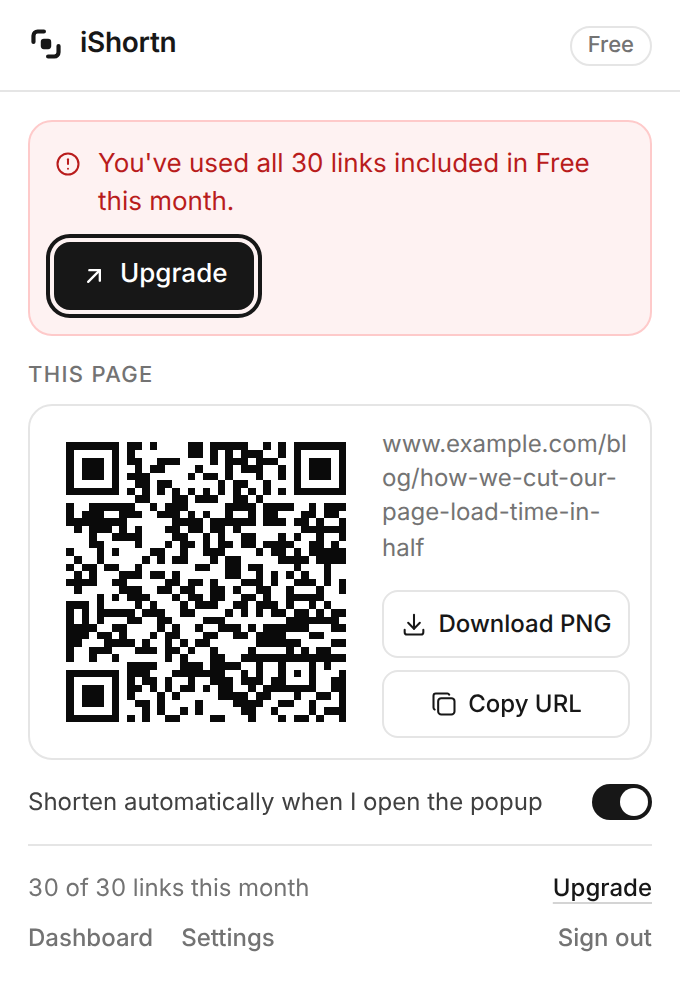 iShortn
Free
You've used all 30 links included in Free
this month.
Upgrade
THIS PAGE
www.example.com/bl
og/how-we-cut-our-
page-load-time-in-
half
Download PNG
Copy URL
Shorten automatically when I open the popup
30 of 30 links this month
Upgrade
Dashboard
Settings
Sign out